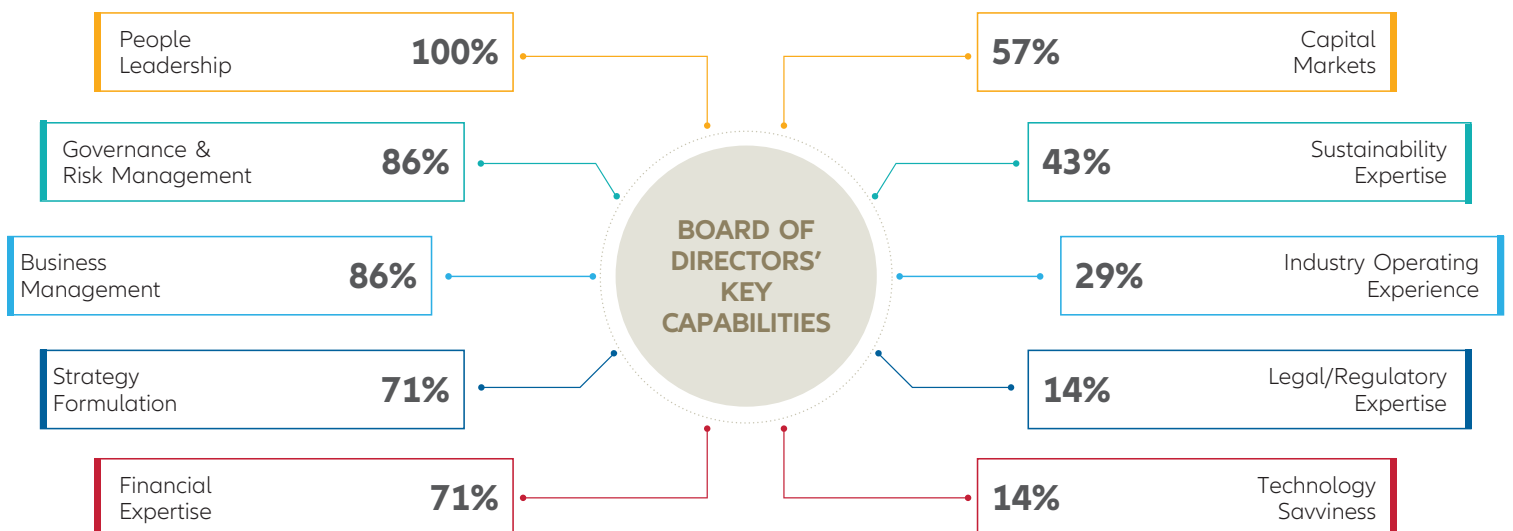 People
Leadership
100%
Governance &
Risk Management
86%
Business
Management
86%
Strategy
Formulation
71%
Financial
Expertise
71%
BOARD OF
DIRECTORS’
KEY
CAPABILITIES
57%
Capital
Markets
43%
Sustainability
Expertise
29%
Industry Operating
Experience
14%
Legal/Regulatory
Expertise
14%
Technology
Savviness